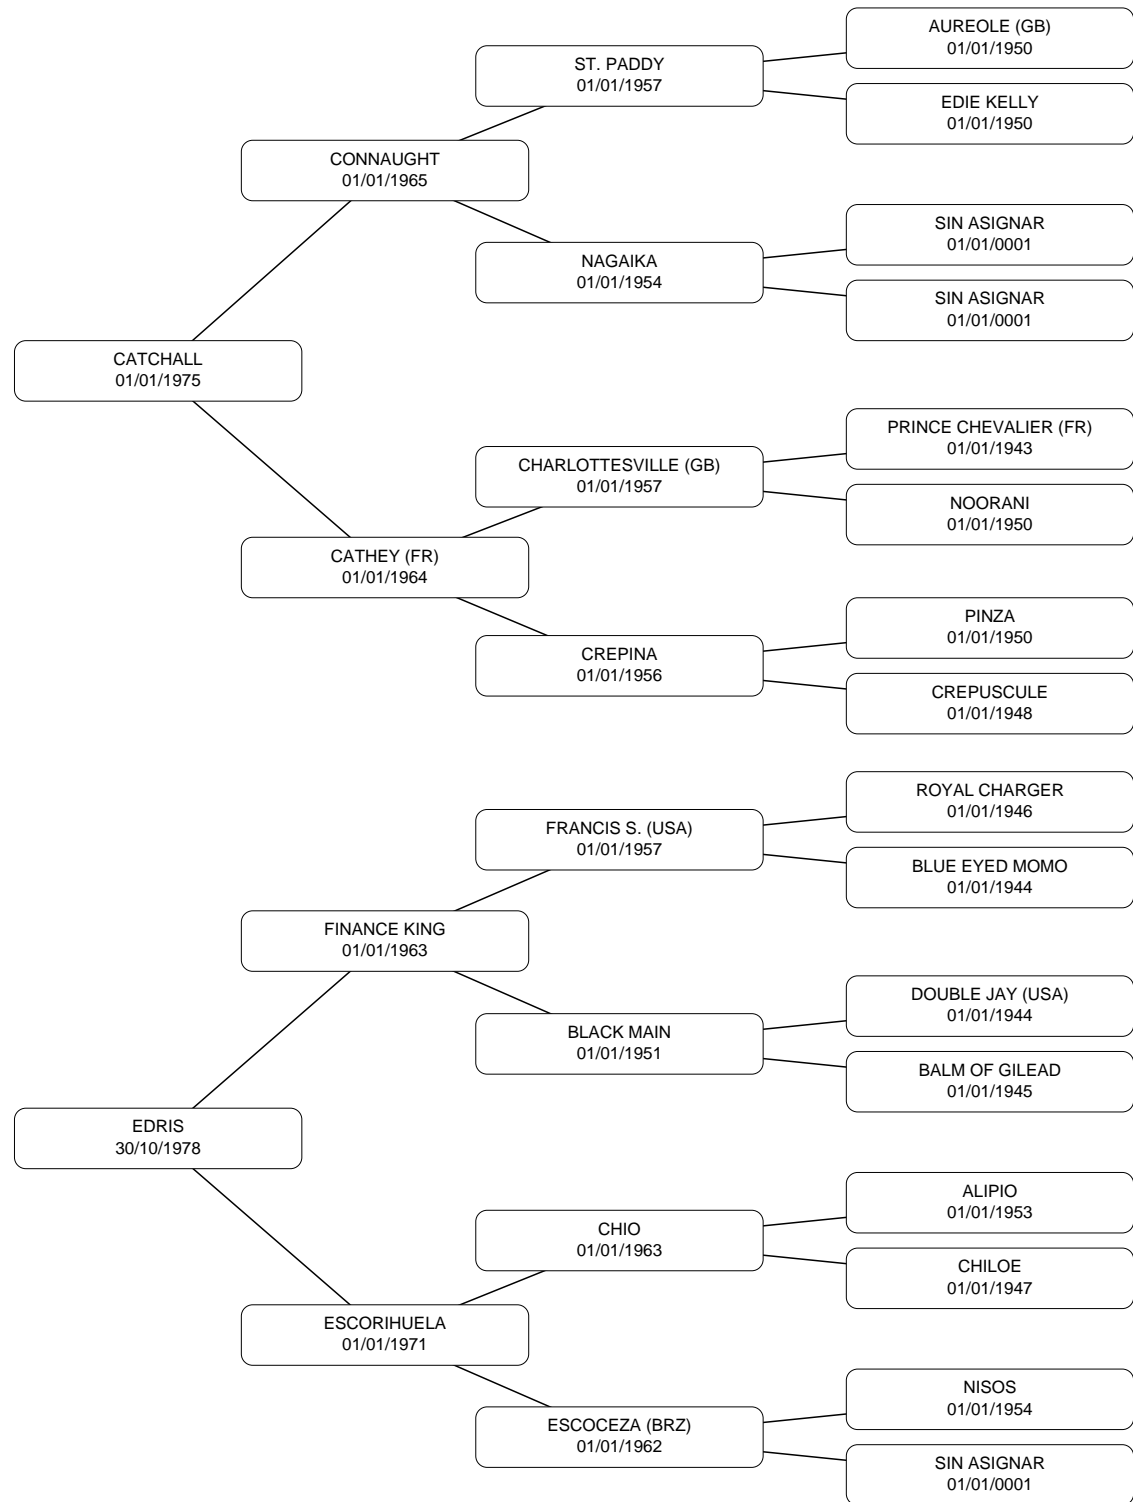 AUREOLE (GB)
01/01/1950
ST. PADDY
01/01/1957
EDIE KELLY
01/01/1950
CONNAUGHT
01/01/1965
SIN ASIGNAR
01/01/0001
NAGAIKA
01/01/1954
SIN ASIGNAR
01/01/0001
CATCHALL
01/01/1975
PRINCE CHEVALIER (FR)
01/01/1943
CHARLOTTESVILLE (GB)
01/01/1957
NOORANI
01/01/1950
CATHEY (FR)
01/01/1964
PINZA
01/01/1950
CREPINA
01/01/1956
CREPUSCULE
01/01/1948
ROYAL CHARGER
01/01/1946
FRANCIS S. (USA)
01/01/1957
BLUE EYED MOMO
01/01/1944
FINANCE KING
01/01/1963
DOUBLE JAY (USA)
01/01/1944
BLACK MAIN
01/01/1951
BALM OF GILEAD
01/01/1945
EDRIS
30/10/1978
ALIPIO
01/01/1953
CHIO
01/01/1963
CHILOE
01/01/1947
ESCORIHUELA
01/01/1971
NISOS
01/01/1954
ESCOCEZA (BRZ)
01/01/1962
SIN ASIGNAR
01/01/0001